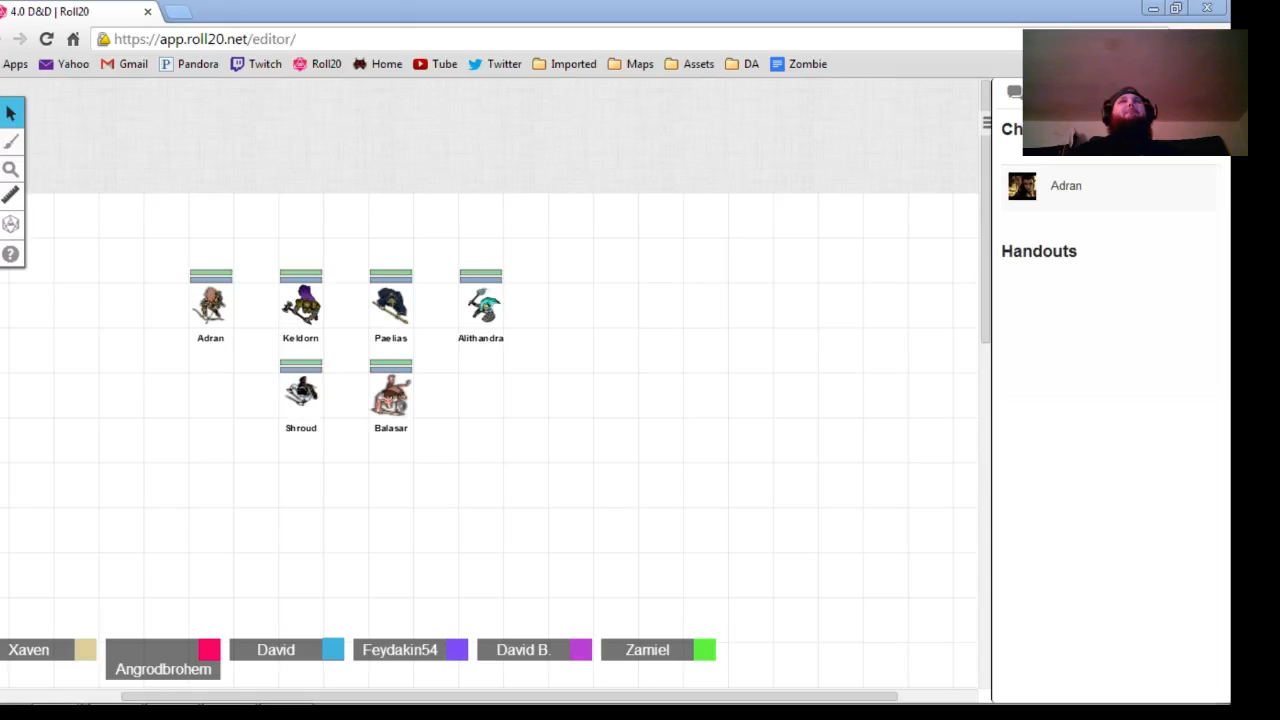 4.0 D&D | Roll20
https://app.roll20.net/editor/
Apps Yahoo Gmail Pandora Twitch Roll20 Home Tube Twitter Imported Maps Assets DA Zombie
Ch
Adran
Handouts
Adran Keldorn Paelias Alithandra
Shroud Balasar
Xaven Angrodbrohem David Feydakin54 David B. Zamiel